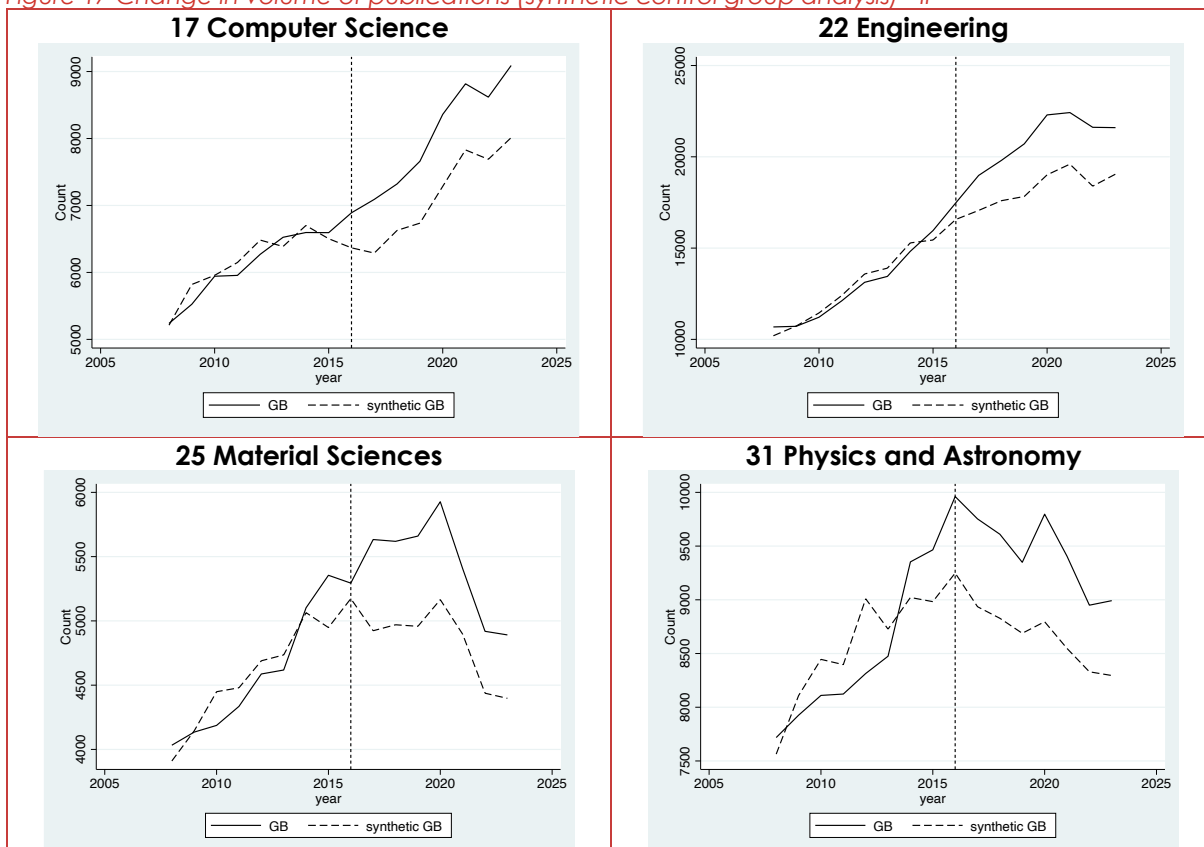 Figure 17 Change in volume of publications (synthetic control group analysis) - II
17 Computer Science
9000
8000
7000
6000
5000
Count
2005 2010 2015 2020 2025
year
GB synthetic GB
22 Engineering
25000
20000
15000
10000
Count
2005 2010 2015 2020 2025
year
GB synthetic GB
25 Material Sciences
6000
5500
5000
4500
4000
Count
2005 2010 2015 2020 2025
year
GB synthetic GB
31 Physics and Astronomy
10000
9500
9000
8500
8000
7500
Count
2005 2010 2015 2020 2025
year
GB synthetic GB